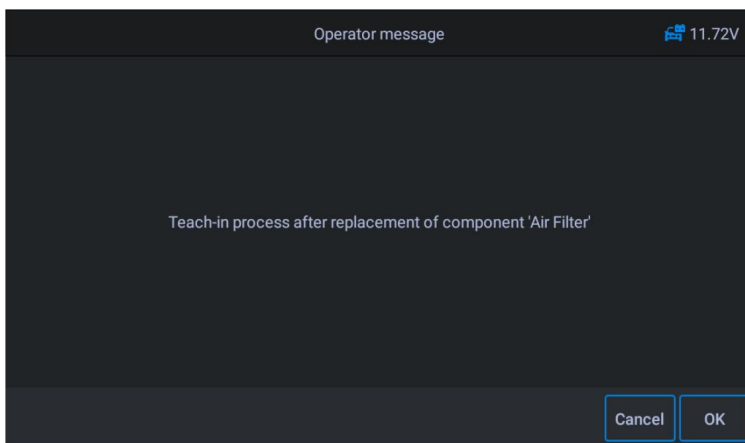 Operator message
11.72V
Teach-in process after replacement of component 'Air Filter'
Cancel
OK